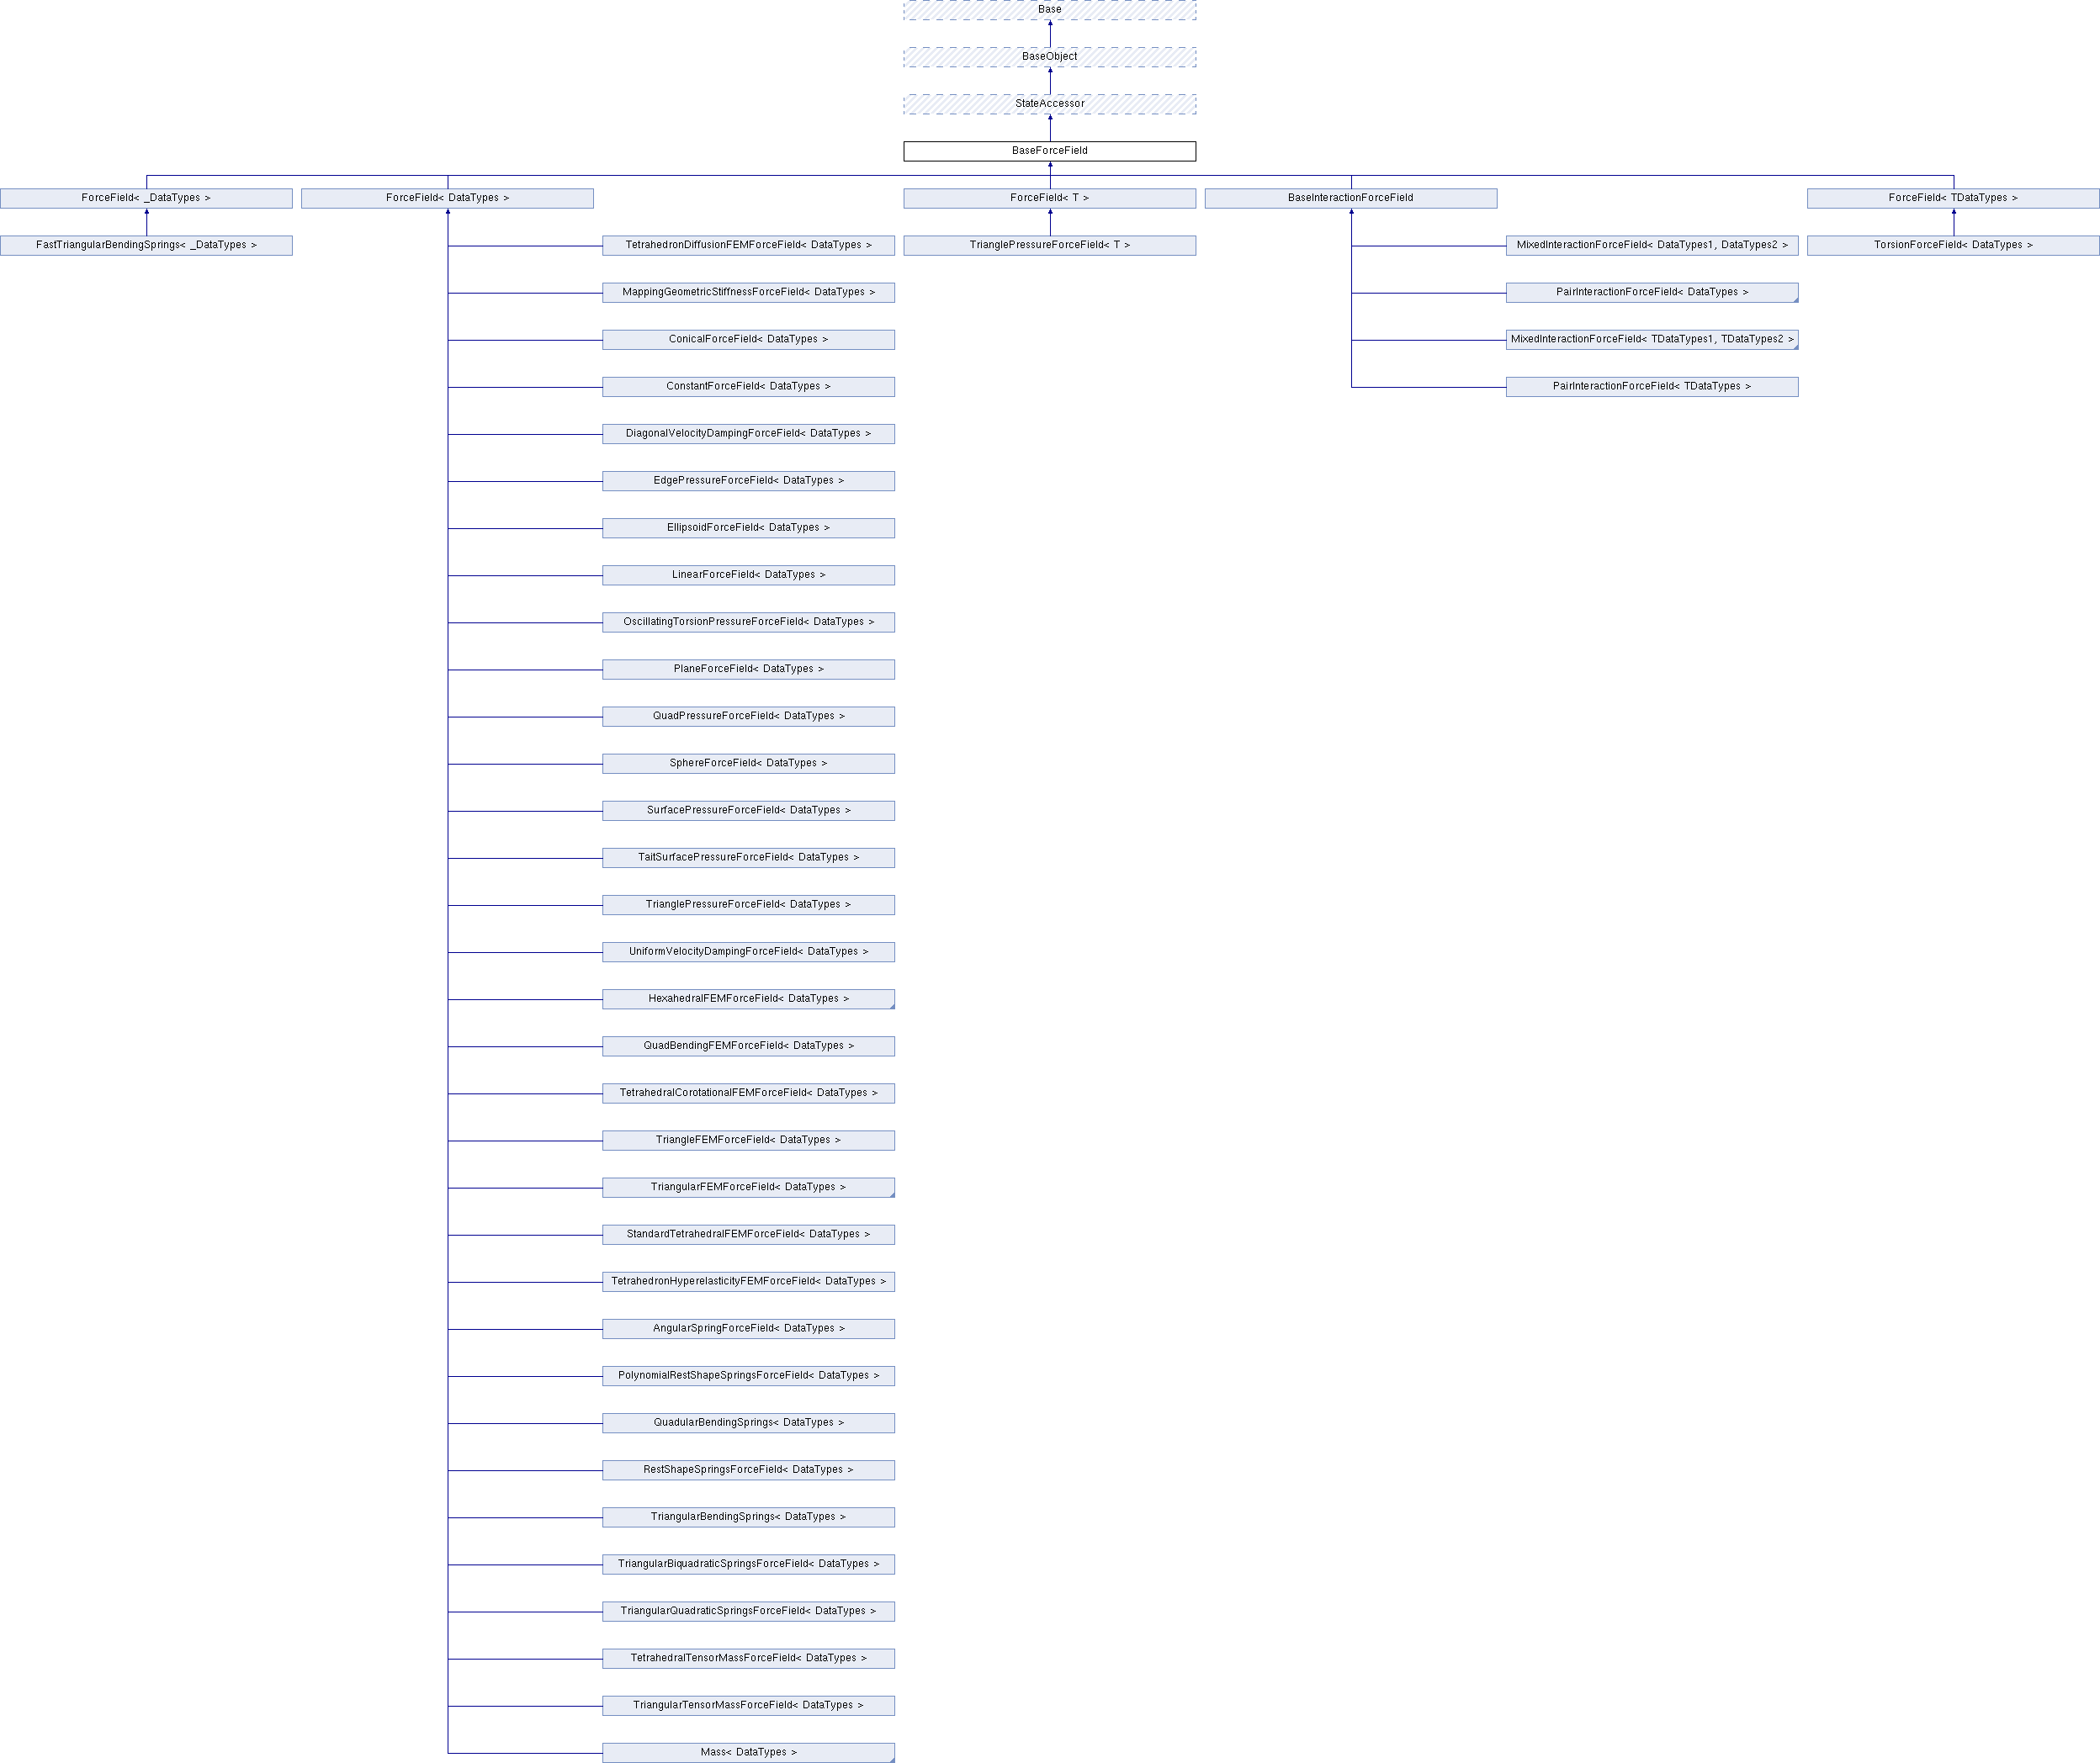 Base
BaseObject
StateAccessor
BaseForceField
ForceField< _DataTypes >
ForceField< DataTypes >
ForceField< T >
BaseInteractionForceField
ForceField< TDataTypes >
FastTriangularBendingSprings< _DataTypes >
TetrahedronDiffusionFEMForceField< DataTypes >
TrianglePressureForceField< T >
MixedInteractionForceField< DataTypes1, DataTypes2 >
TorsionForceField< DataTypes >
MappingGeometricStiffnessForceField< DataTypes >
PairInteractionForceField< DataTypes >
ConicalForceField< DataTypes >
MixedInteractionForceField< TDataTypes1, TDataTypes2 >
ConstantForceField< DataTypes >
PairInteractionForceField< TDataTypes >
DiagonalVelocityDampingForceField< DataTypes >
EdgePressureForceField< DataTypes >
EllipsoidForceField< DataTypes >
LinearForceField< DataTypes >
OscillatingTorsionPressureForceField< DataTypes >
PlaneForceField< DataTypes >
QuadPressureForceField< DataTypes >
SphereForceField< DataTypes >
SurfacePressureForceField< DataTypes >
TaitSurfacePressureForceField< DataTypes >
TrianglePressureForceField< DataTypes >
UniformVelocityDampingForceField< DataTypes >
HexahedralFEMForceField< DataTypes >
QuadBendingFEMForceField< DataTypes >
TetrahedralCorotationalFEMForceField< DataTypes >
TriangleFEMForceField< DataTypes >
TriangularFEMForceField< DataTypes >
StandardTetrahedralFEMForceField< DataTypes >
TetrahedronHyperelasticityFEMForceField< DataTypes >
AngularSpringForceField< DataTypes >
PolynomialRestShapeSpringsForceField< DataTypes >
QuadularBendingSprings< DataTypes >
RestShapeSpringsForceField< DataTypes >
TriangularBendingSprings< DataTypes >
TriangularBiquadraticSpringsForceField< DataTypes >
TriangularQuadraticSpringsForceField< DataTypes >
TetrahedralTensorMassForceField< DataTypes >
TriangularTensorMassForceField< DataTypes >
Mass< DataTypes >